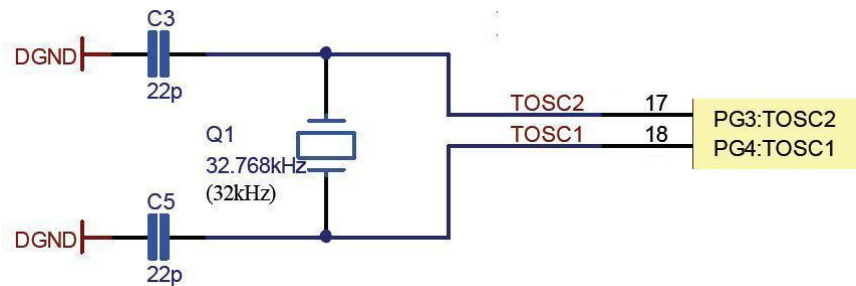 C3
DGND
22p
TOSC2 17
PG3:TOSC2
Q1
TOSC1 18
PG4:TOSC1
32.768kHz
(32kHz)
C5
DGND
22p